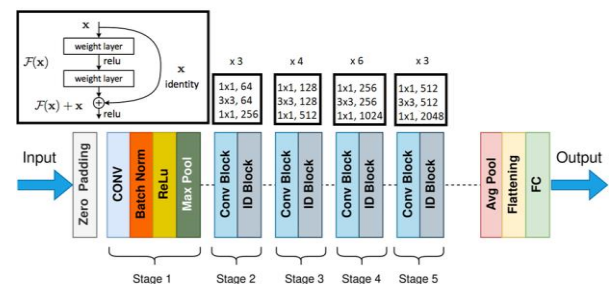 x
weight layer
F(x)
relu
x
weight layer
identity
F(x) + x
relu
x 3
x 4
x 6
x 3
1x1, 64
3x3, 64
1x1, 256
1x1, 128
3x3, 128
1x1, 512
1x1, 256
3x3, 256
1x1, 1024
1x1, 512
3x3, 512
1x1, 2048
Input
Zero Padding
CONV
Batch Norm
ReLu
Max Pool
Conv Block
ID Block
Conv Block
ID Block
Conv Block
ID Block
Conv Block
ID Block
Avg Pool
Flattening
FC
Output
Stage 1
Stage 2
Stage 3
Stage 4
Stage 5